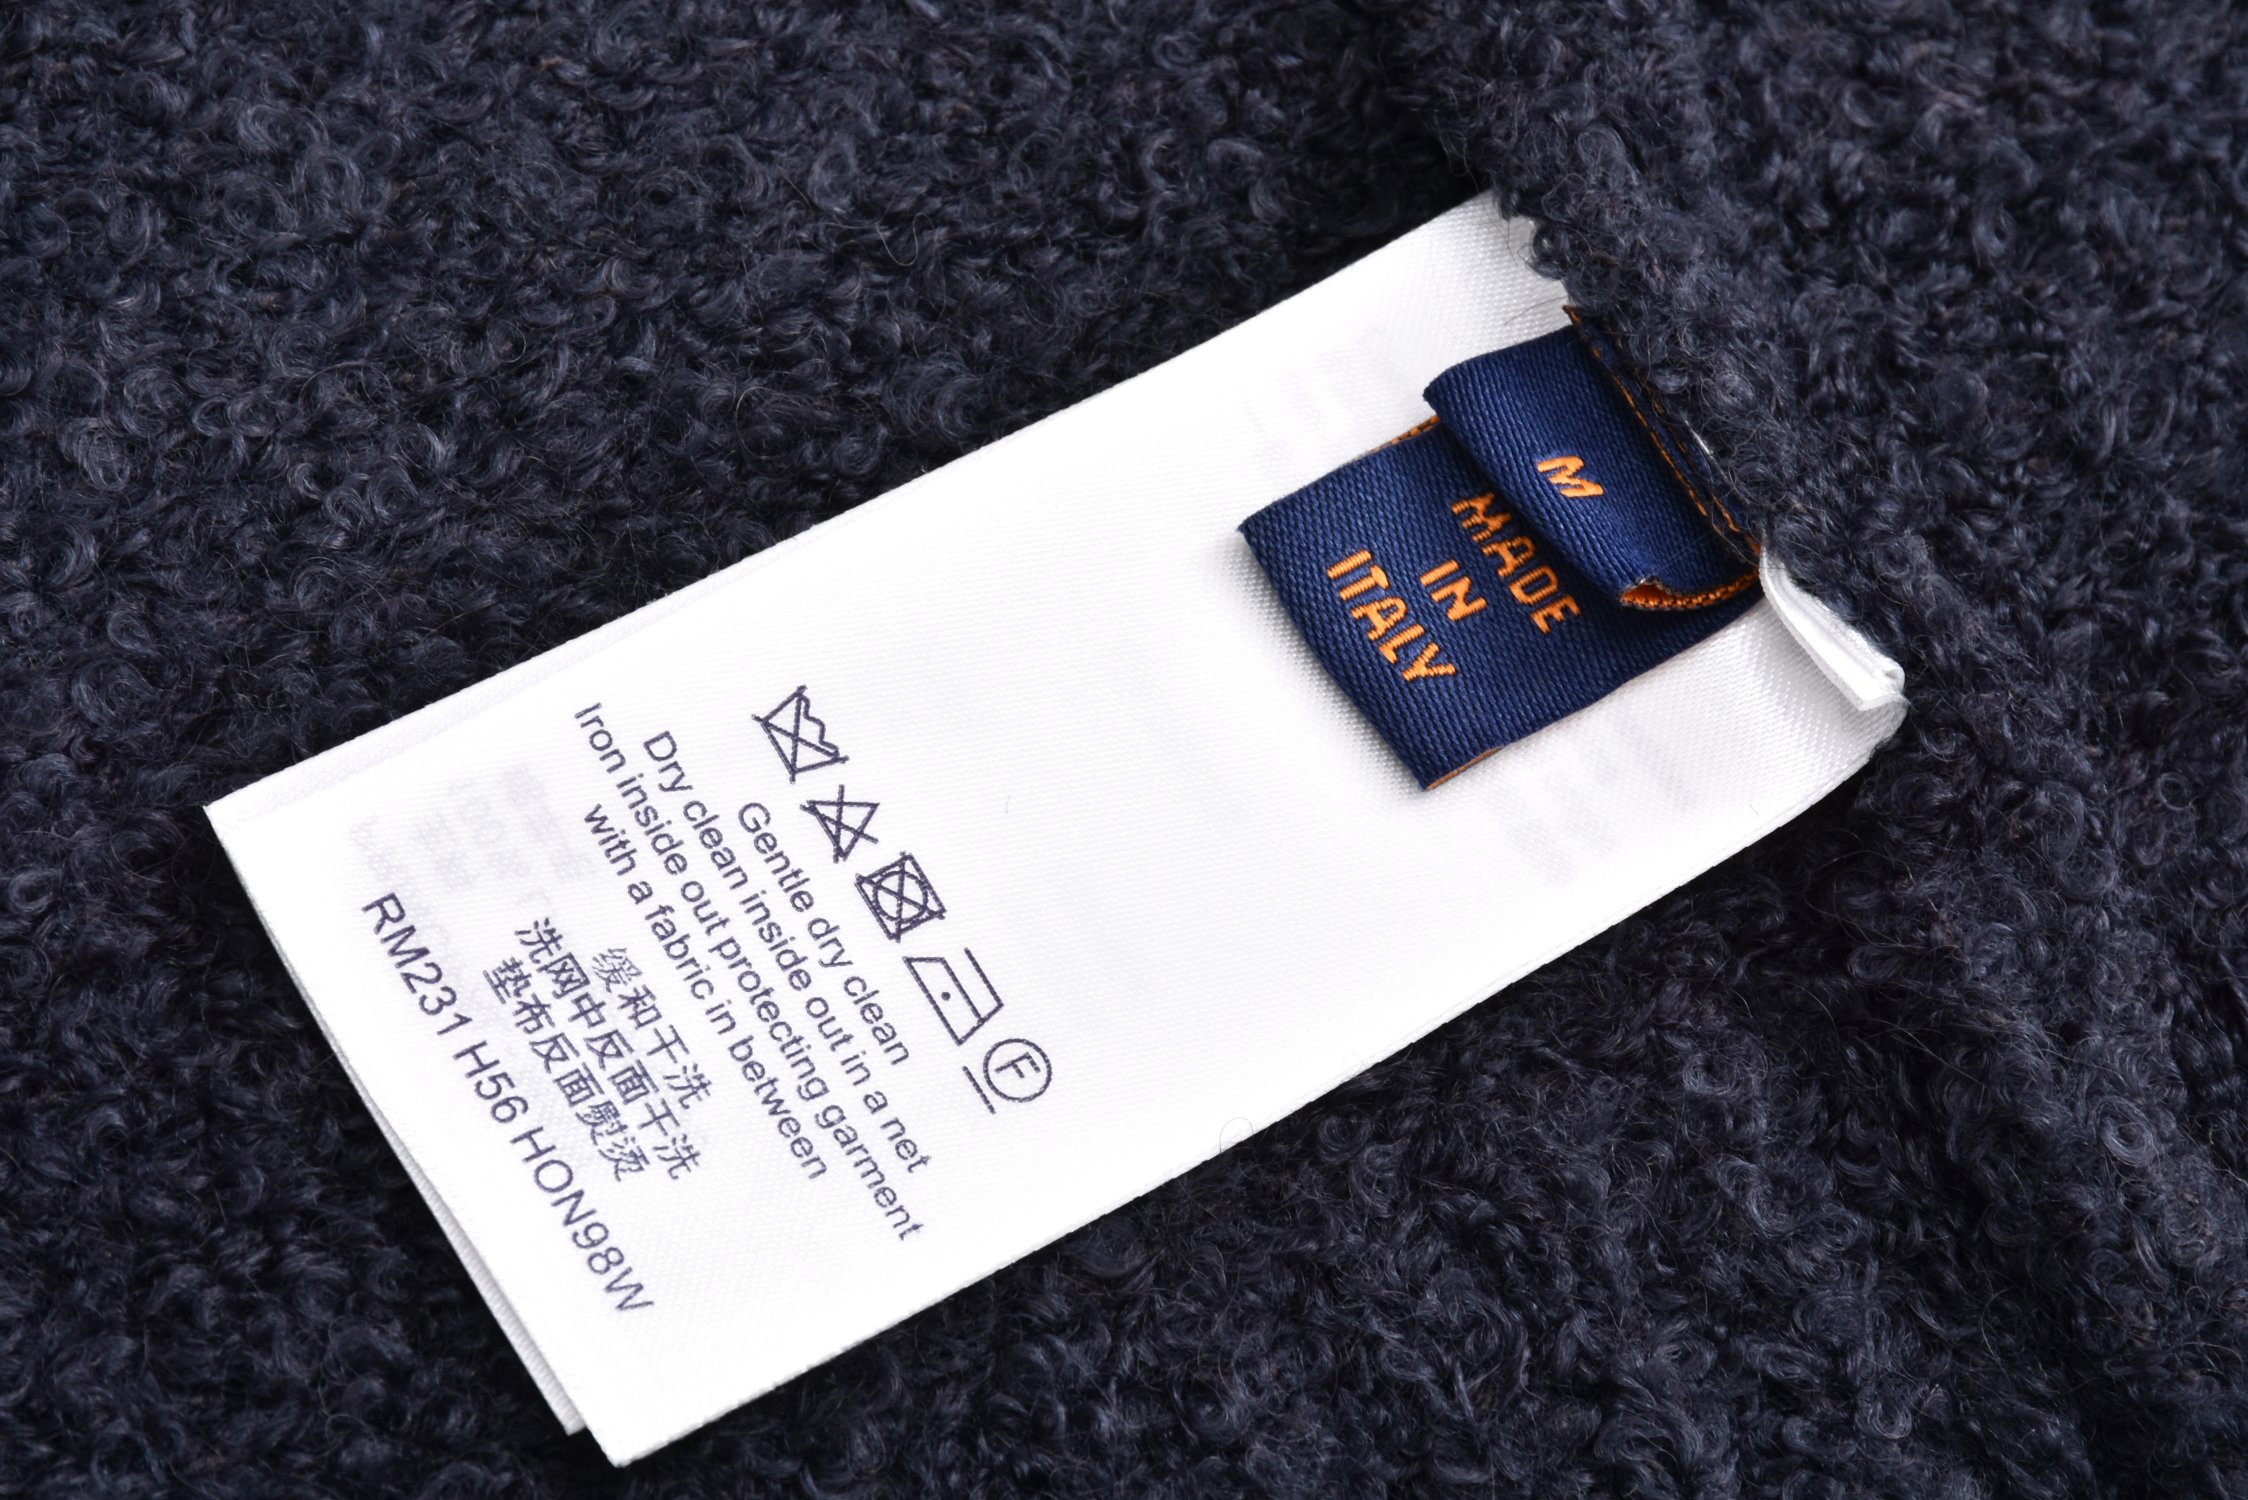 M
MADE
IN
ITALY
F
Gentle dry clean
Dry clean inside out in a net
Iron inside out protecting garment
with a fabric in between
缓和干洗
洗网中反面干洗
垫布反面熨烫
RM231 H56 HON98W